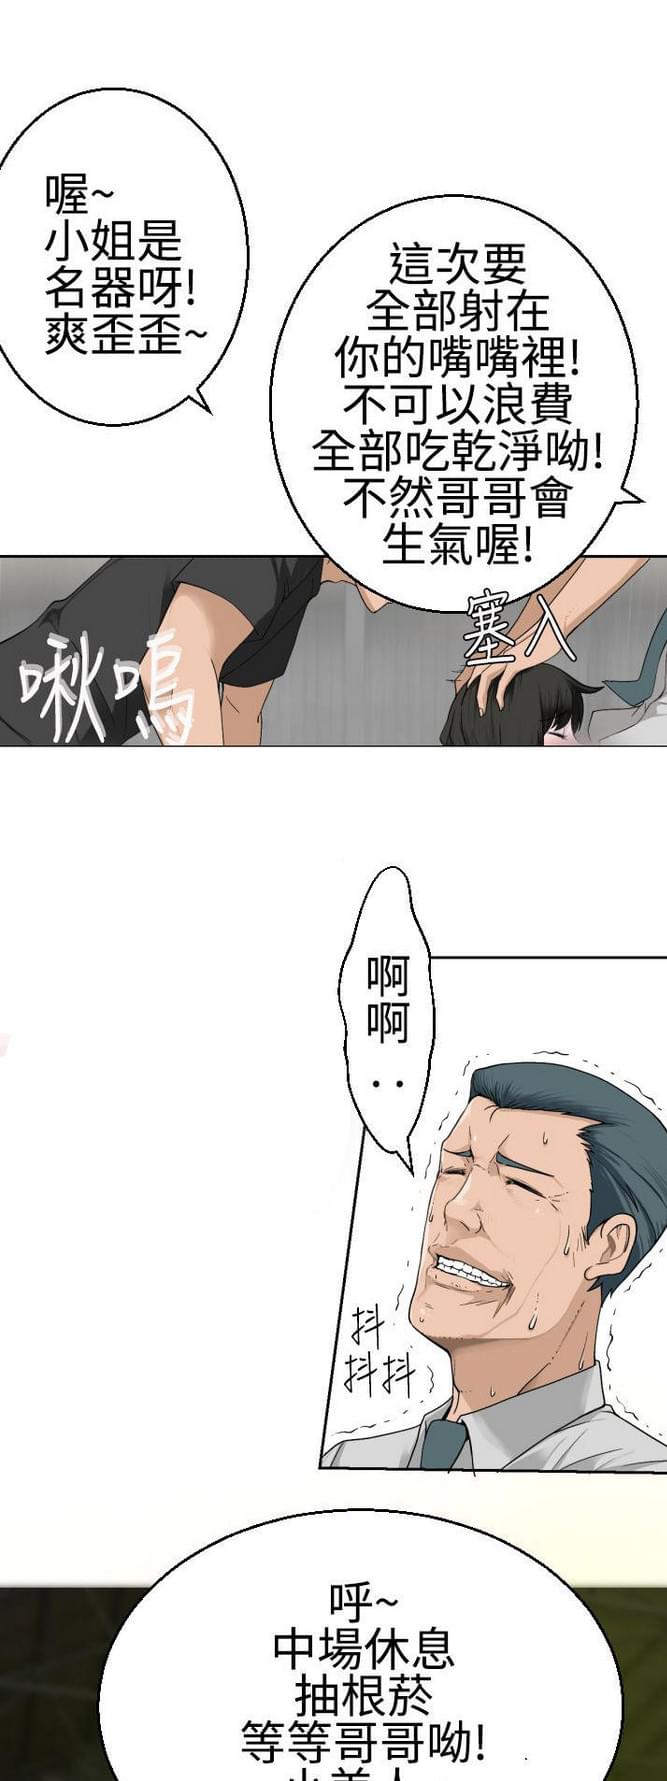 喔~
小姐是
名器呀!
爽歪歪~
這次要
全部射在
你的嘴嘴裡!
不可以浪費
全部吃乾淨呦!
不然哥哥會
生氣喔!
塞入
啾嗚
啊
啊
..
抖
抖抖
呼~
中場休息
抽根菸
等等哥哥呦!
小美人